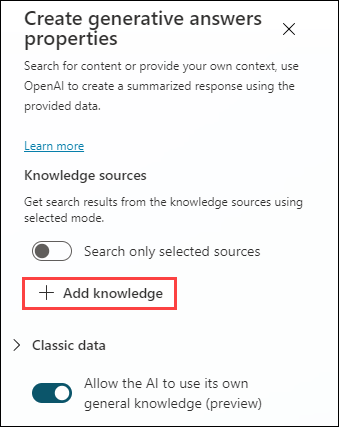 Create generative answers
properties
Search for content or provide your own context, use
OpenAI to create a summarized response using the
provided data.
Learn more
Knowledge sources
Get search results from the knowledge sources using
selected mode.
Search only selected sources
Add knowledge
Classic data
Allow the AI to use its own
general knowledge (preview)